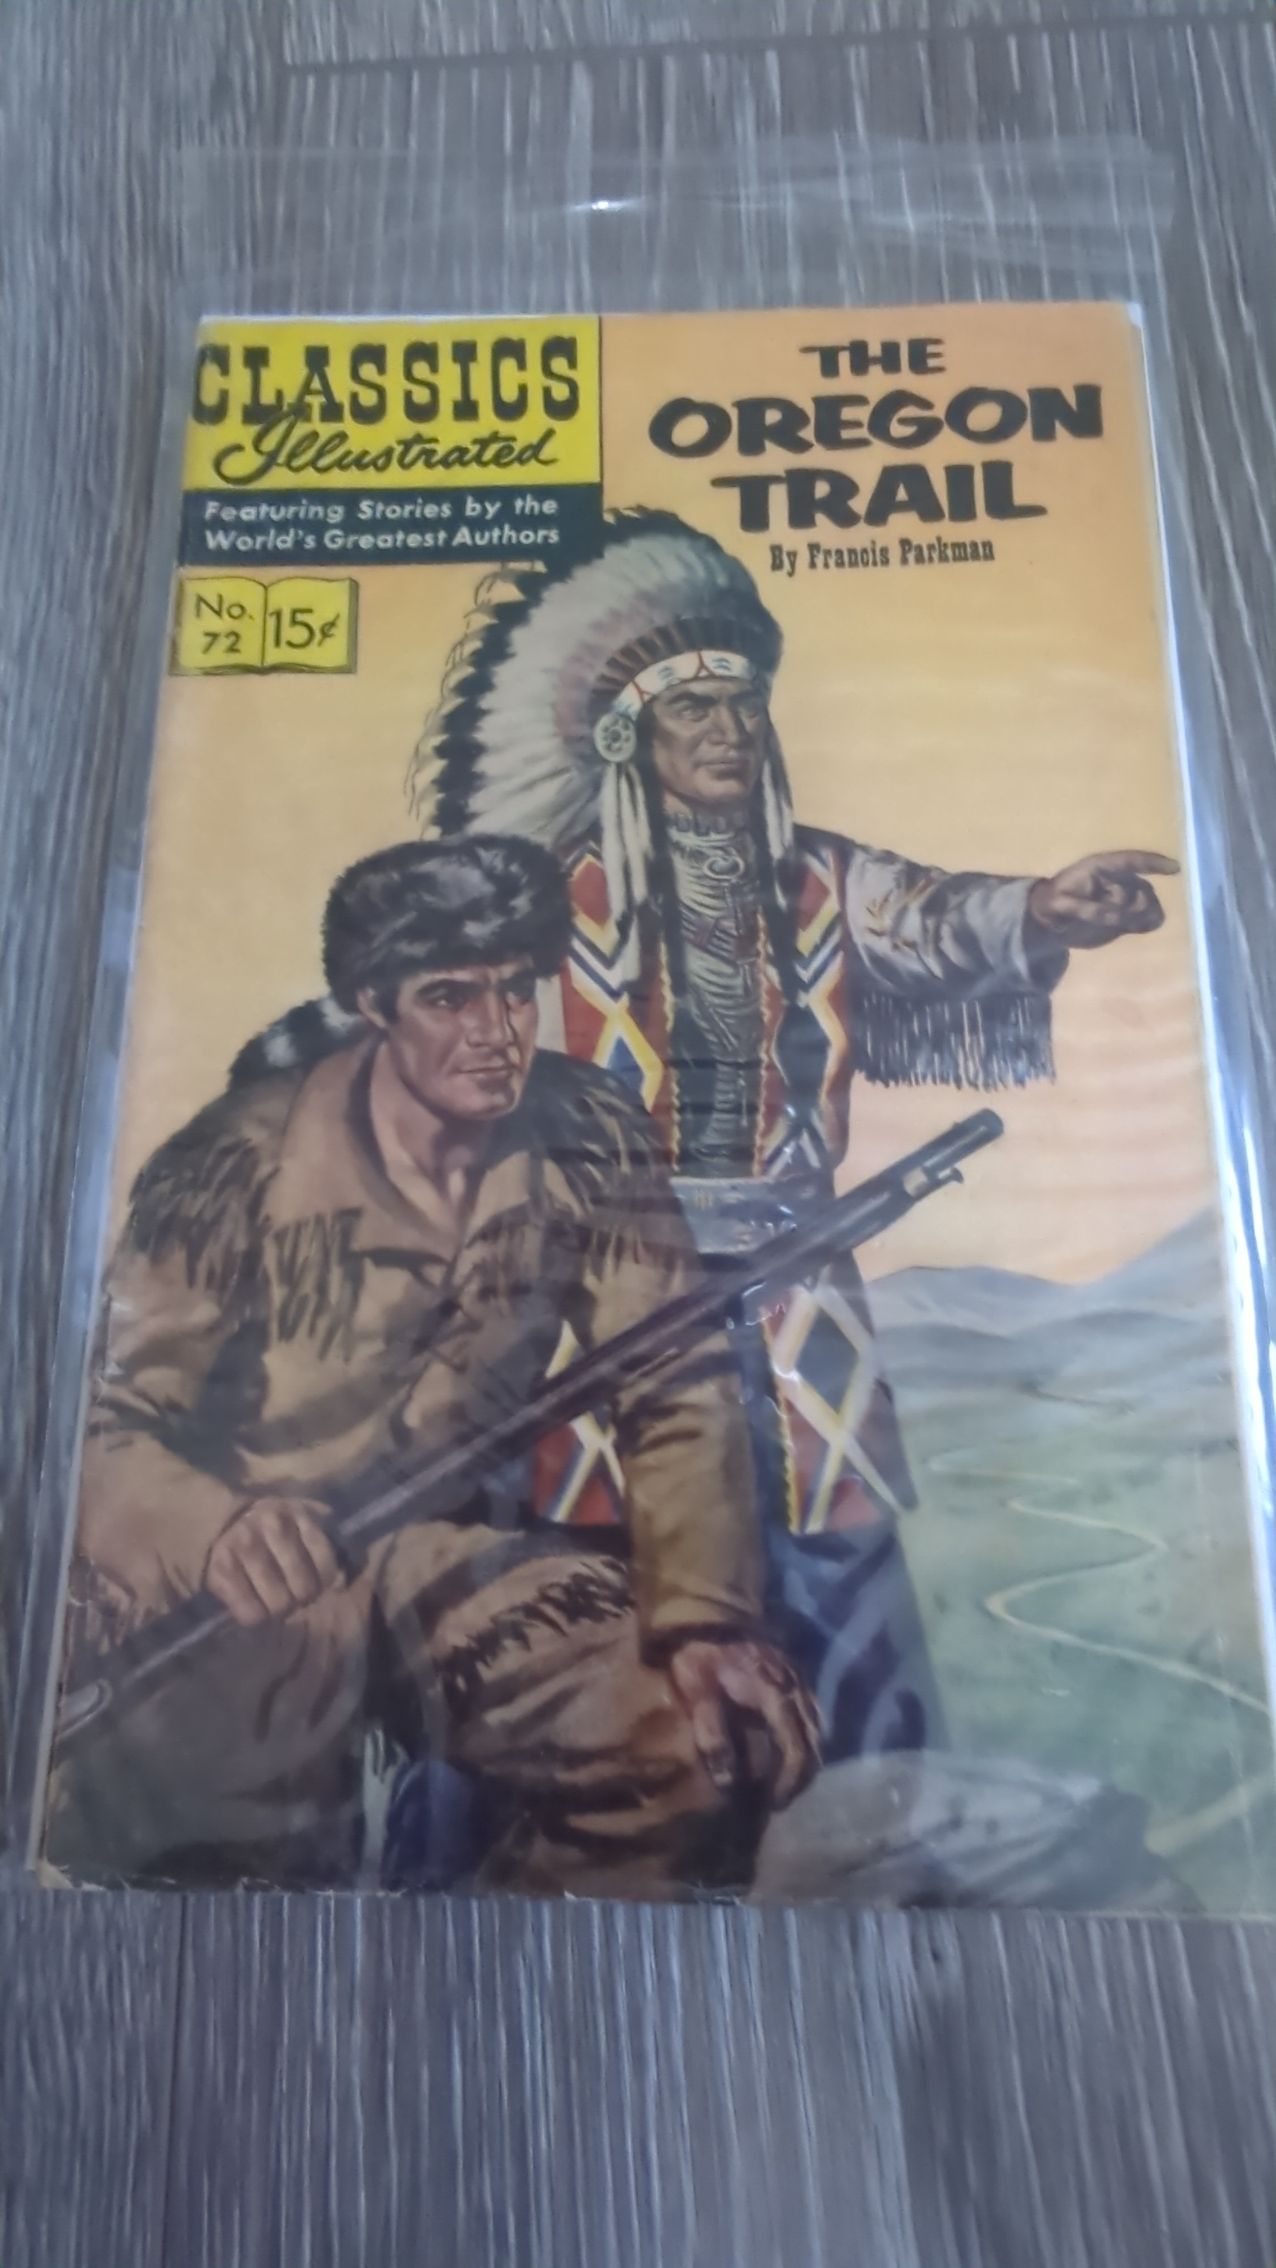 CLASSICS
Illustrated
Featuring Stories by the
World's Greatest Authors
No.
72
15¢
THE
OREGON
TRAIL
By Francis Parkman